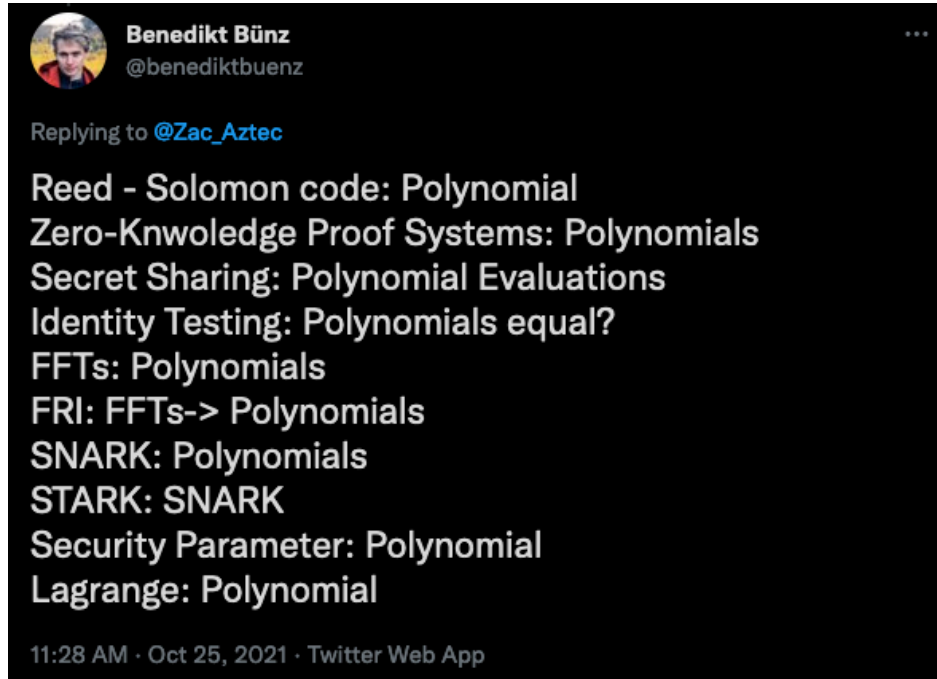 Benedikt Bünz
@benediktbuenz
Replying to @Zac_Aztec
Reed - Solomon code: Polynomial
Zero-Knwoledge Proof Systems: Polynomials
Secret Sharing: Polynomial Evaluations
Identity Testing: Polynomials equal?
FFTs: Polynomials
FRI: FFTs-> Polynomials
SNARK: Polynomials
STARK: SNARK
Security Parameter: Polynomial
Lagrange: Polynomial
11:28 AM · Oct 25, 2021 · Twitter Web App